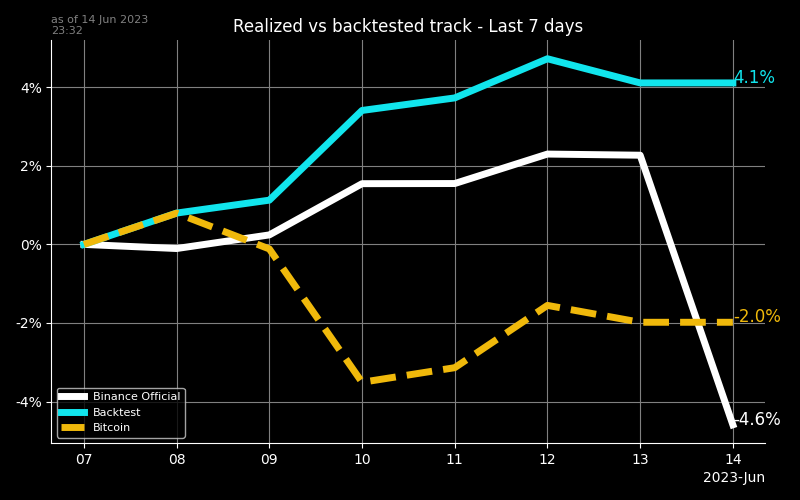 as of 14 Jun 2023
23:32
Realized vs backtested track - Last 7 days
4%
2%
0%
-2%
-4%
4.1%
-2.0%
-4.6%
Binance Official
Backtest
Bitcoin
07 08 09 10 11 12 13 14
2023-Jun